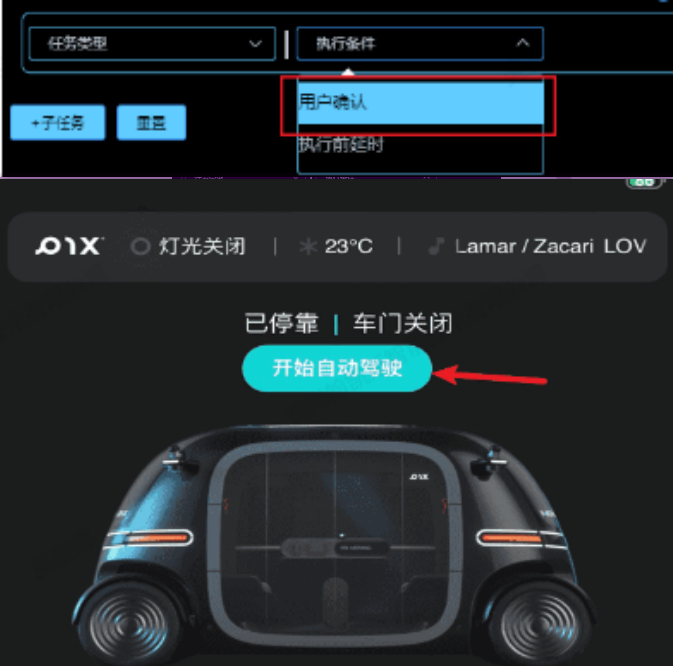 任务类型
执行条件
用户确认
+子任务
重置
执行前延时
PIX
灯光关闭
23°C
Lamar / Zacari LOV
已停靠 | 车门关闭
开始自动驾驶
PIX